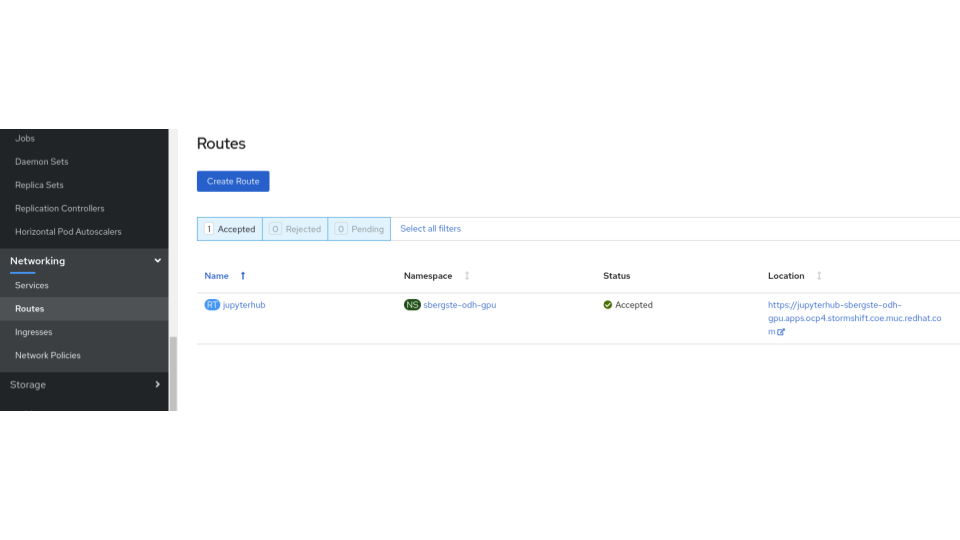 Jobs
Daemon Sets
Replica Sets
Replication Controllers
Horizontal Pod Autoscalers
Networking
Services
Routes
Ingresses
Network Policies
Storage
Routes
Create Route
1 Accepted 0 Rejected 0 Pending Select all filters
Name Namespace Status Location
RT jupyterhub NS sbergste-odh-gpu Accepted https://jupyterhub-sbergste-odh-
gpu.apps.ocp4.stormshift.coe.muc.redhat.co
m